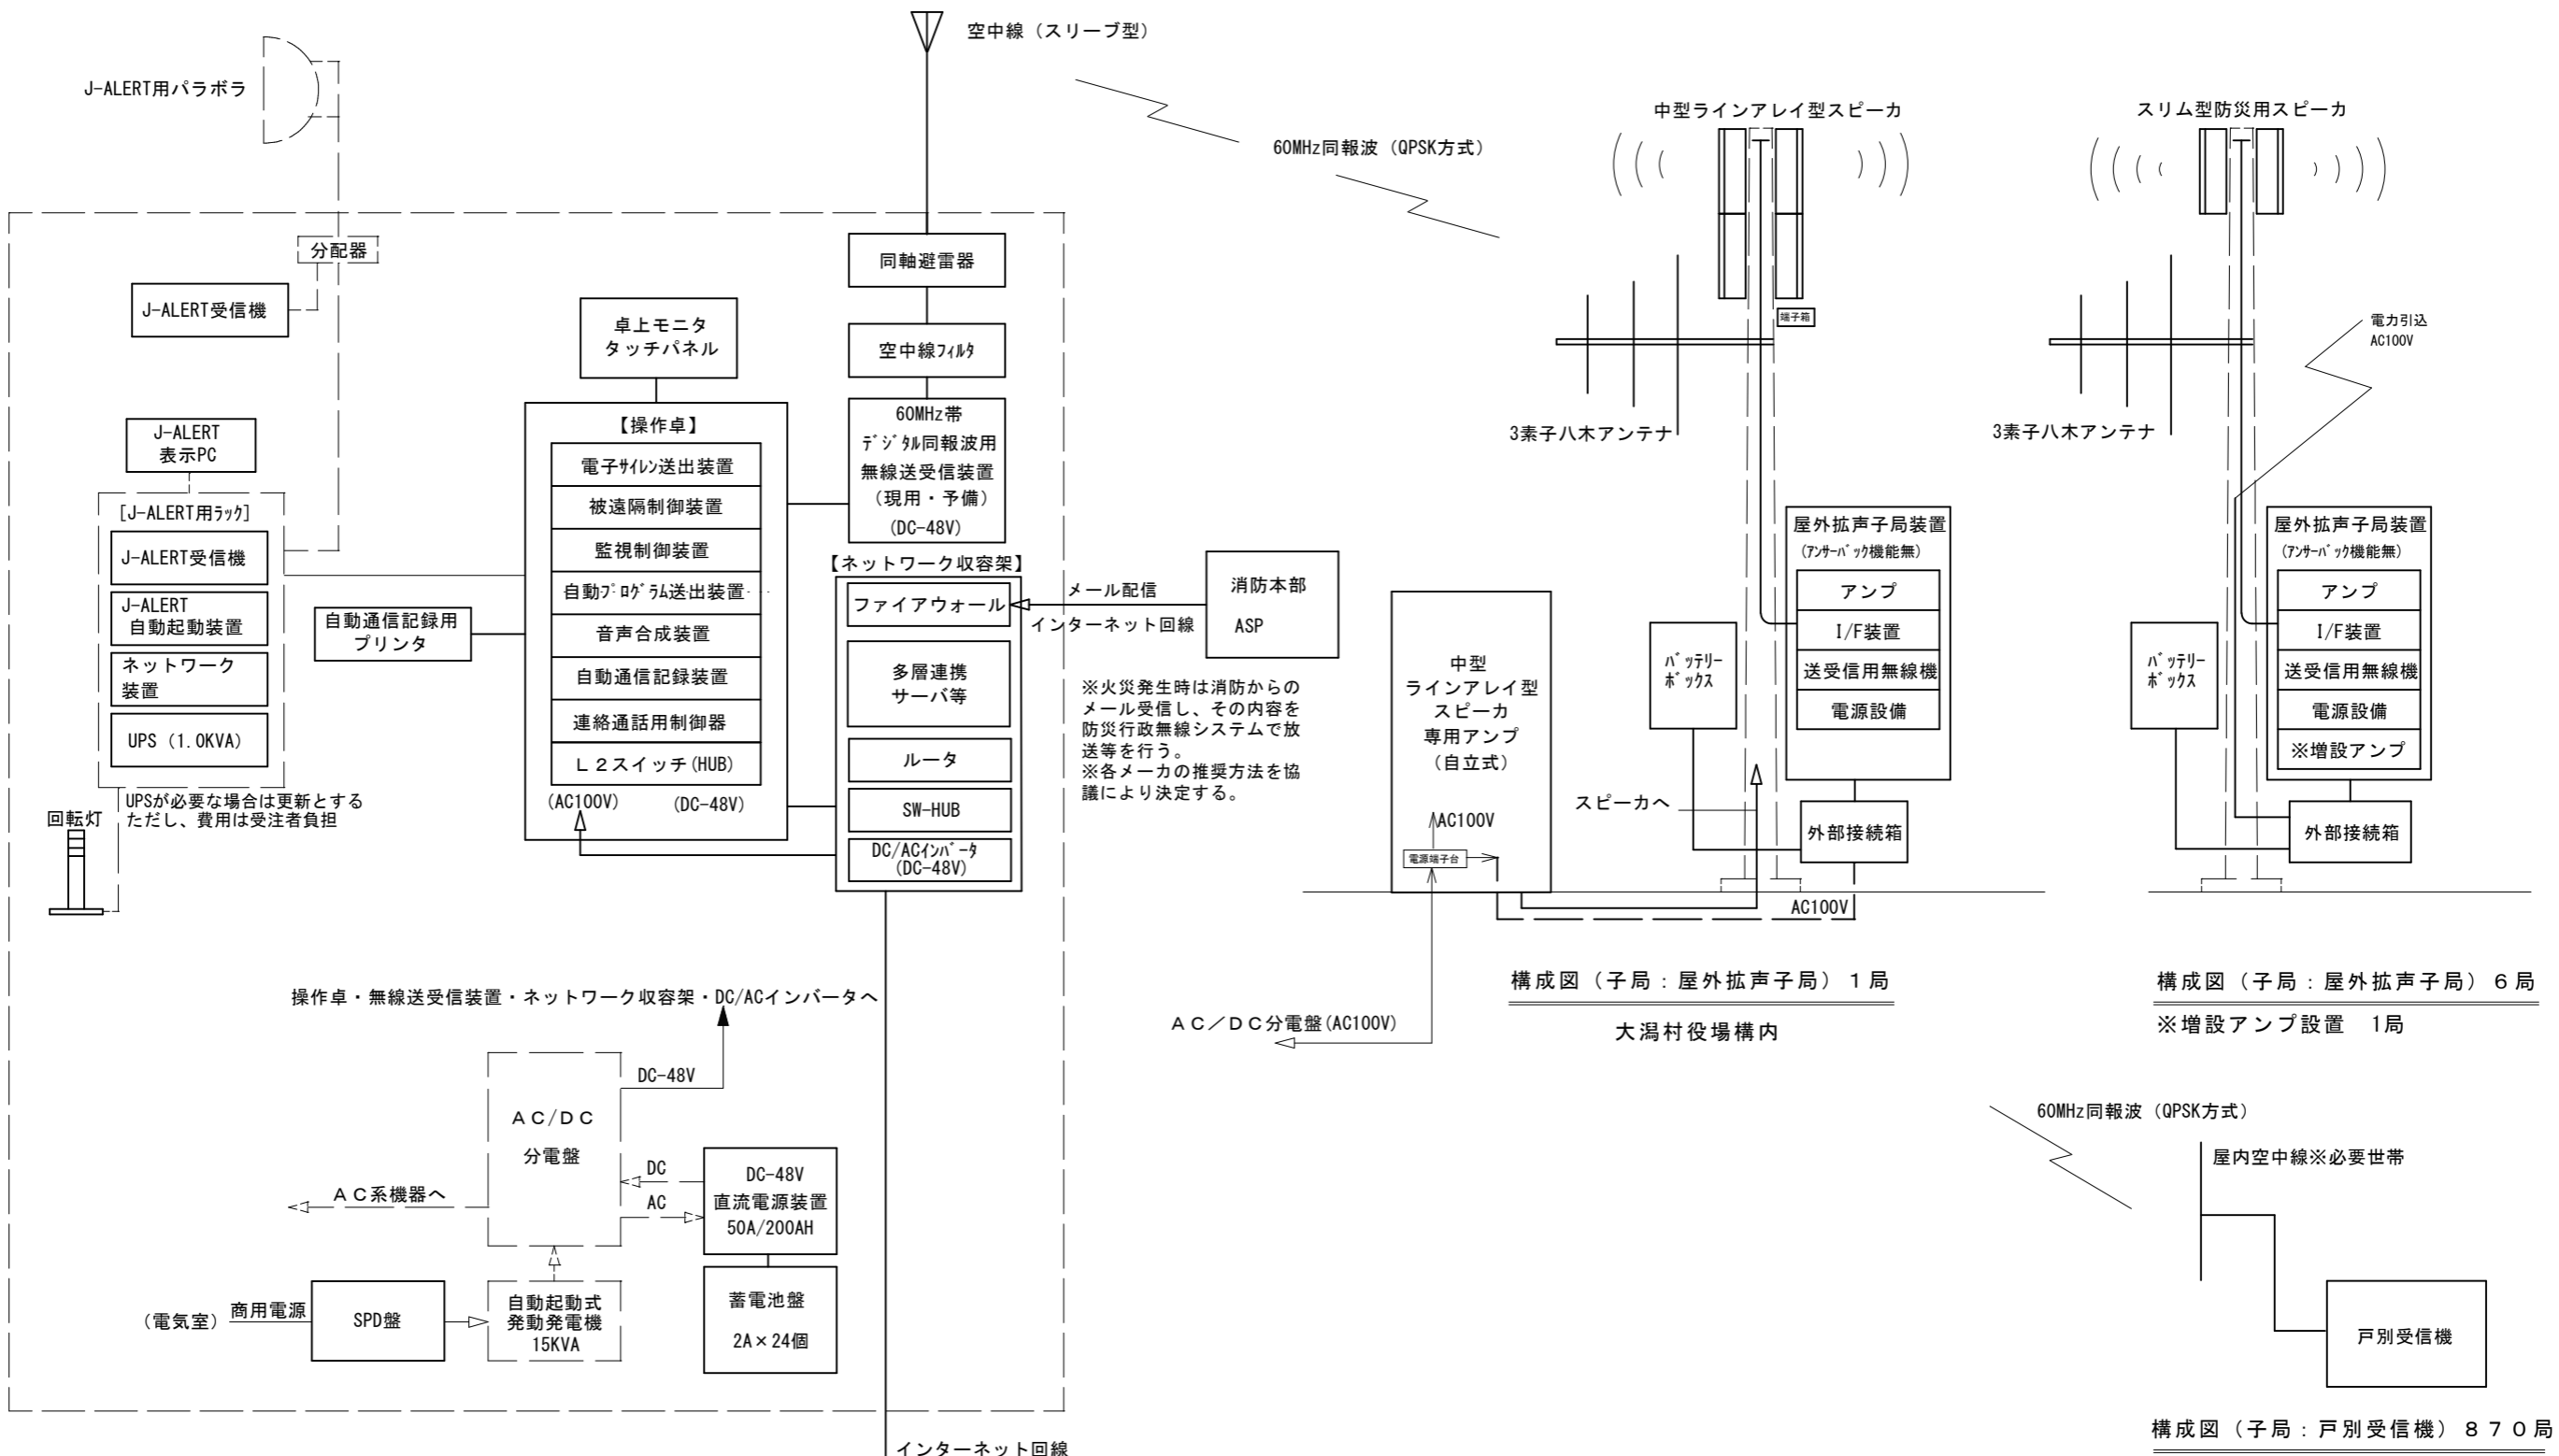 空中線（スリーブ型）
J-ALERT用パラボラ
60MHz同報波（QPSK方式）
分配器
J-ALERT受信機
同軸避雷器
空中線ﾌｨﾙﾀ
卓上モニタ
タッチパネル
J-ALERT
表示PC
[J-ALERT用ﾗｯｸ]
J-ALERT受信機
J-ALERT
自動起動装置
ネットワーク
装置
UPS（1.0KVA）
UPSが必要な場合は更新とする
ただし、費用は受注者負担
回転灯
自動通信記録用
プリンタ
【操作卓】
電子ｻｲﾚﾝ送出装置
被遠隔制御装置
監視制御装置
自動ﾌﾟﾛｸﾞﾗﾑ送出装置
音声合成装置
自動通信記録装置
連絡通話用制御器
Ｌ２スイッチ(HUB)
(AC100V)
(DC-48V)
60MHz帯
ﾃﾞｼﾞﾀﾙ同報波用
無線送受信装置
（現用・予備）
(DC-48V)
【ネットワーク収容架】
ファイアウォール
多層連携
サーバ等
ルータ
SW-HUB
DC/ACｲﾝﾊﾞｰﾀ
(DC-48V)
メール配信
インターネット回線
消防本部
ASP
※火災発生時は消防からの
メール受信し、その内容を
防災行政無線システムで放
送等を行う。
※各メーカの推奨方法を協
議により決定する。
操作卓・無線送受信装置・ネットワーク収容架・DC/ACインバータへ
DC-48V
ＡＣ/ＤＣ
分電盤
ＡＣ系機器へ
DC
AC
DC-48V
直流電源装置
50A/200AH
蓄電池盤
2A×24個
（電気室）
商用電源
SPD盤
自動起動式
発動発電機
15KVA
インターネット回線
中型ラインアレイ型スピーカ
端子箱
3素子八木アンテナ
屋外拡声子局装置
(ｱﾝｻｰﾊﾞｯｸ機能無)
アンプ
I/F装置
送受信用無線機
電源設備
ﾊﾞｯﾃﾘｰ
ﾎﾞｯｸｽ
外部接続箱
中型
ラインアレイ型
スピーカ
専用アンプ
（自立式）
AC100V
電源端子台
スピーカへ
AC100V
ＡＣ／ＤＣ分電盤(AC100V)
構成図（子局：屋外拡声子局）１局
大潟村役場構内
スリム型防災用スピーカ
電力引込
AC100V
3素子八木アンテナ
屋外拡声子局装置
(ｱﾝｻｰﾊﾞｯｸ機能無)
アンプ
I/F装置
送受信用無線機
電源設備
※増設アンプ
ﾊﾞｯﾃﾘｰ
ﾎﾞｯｸｽ
外部接続箱
構成図（子局：屋外拡声子局）６局
※増設アンプ設置　1局
60MHz同報波（QPSK方式）
屋内空中線※必要世帯
戸別受信機
構成図（子局：戸別受信機）８７０局